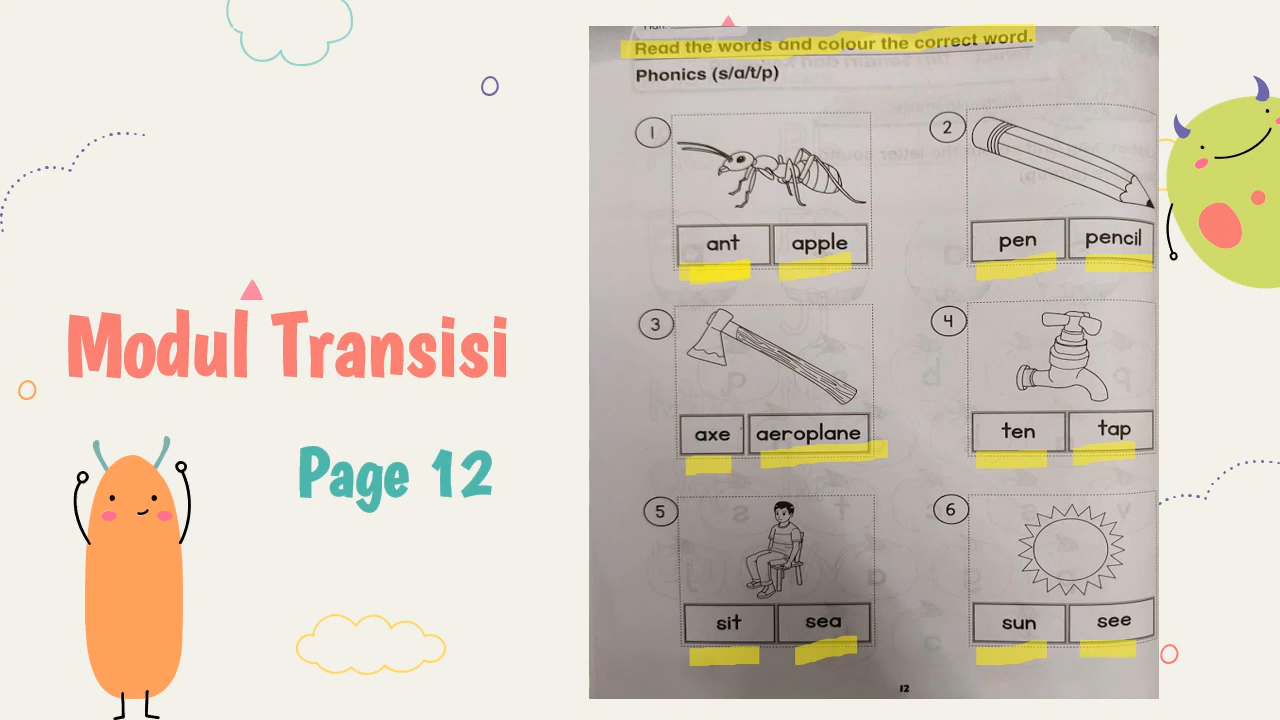 Modul Transisi
Page 12
Read the words and colour the correct word.
Phonics (s/a/t/p)
1
ant apple
2
pen pencil
3
axe aeroplane
4
ten tap
5
sit sea
6
sun see
12